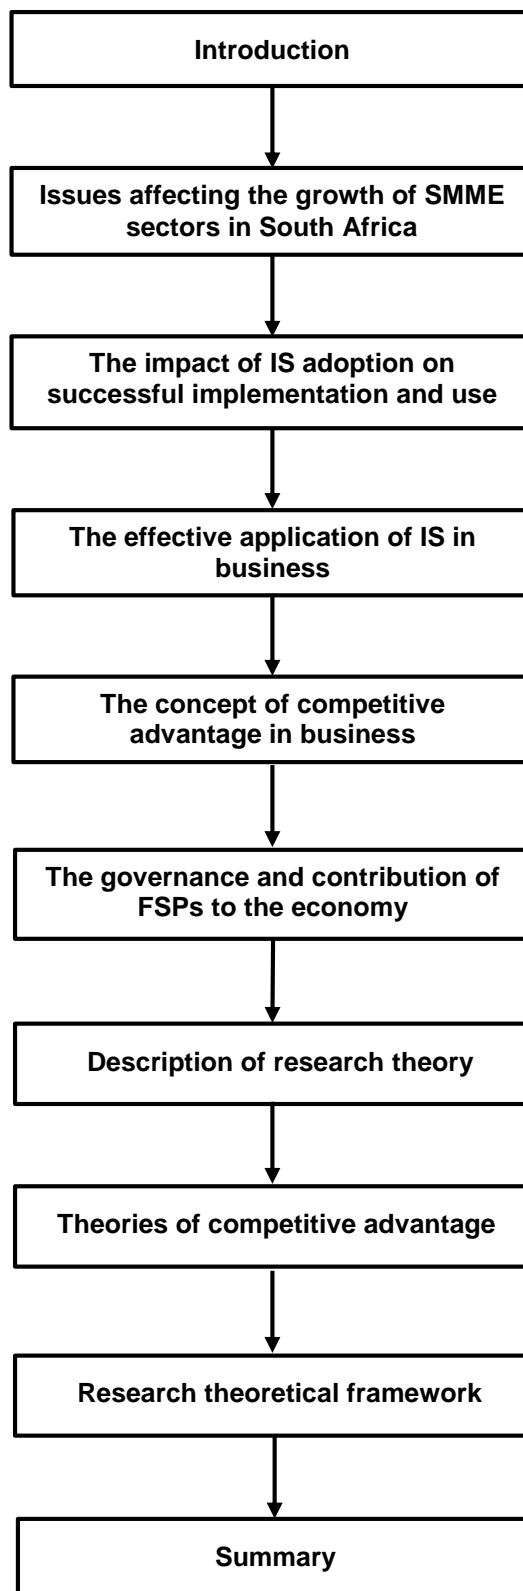 Introduction
Issues affecting the growth of SMME
sectors in South Africa
The impact of IS adoption on
successful implementation and use
The effective application of IS in
business
The concept of competitive
advantage in business
The governance and contribution of
FSPs to the economy
Description of research theory
Theories of competitive advantage
Research theoretical framework
Summary